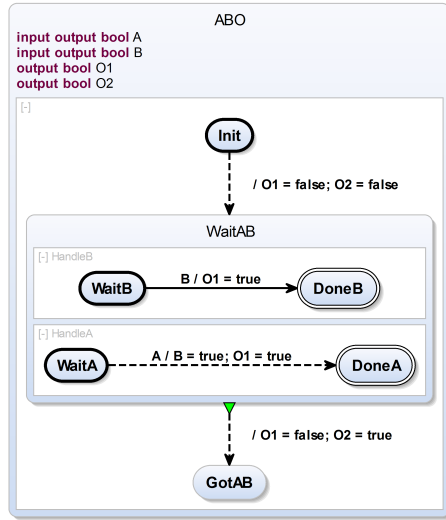 ABO
input output bool A
input output bool B
output bool O1
output bool O2
[-]
Init
/ O1 = false; O2 = false
WaitAB
[-] HandleB
WaitB
B / O1 = true
DoneB
[-] HandleA
WaitA
A / B = true; O1 = true
DoneA
/ O1 = false; O2 = true
GotAB